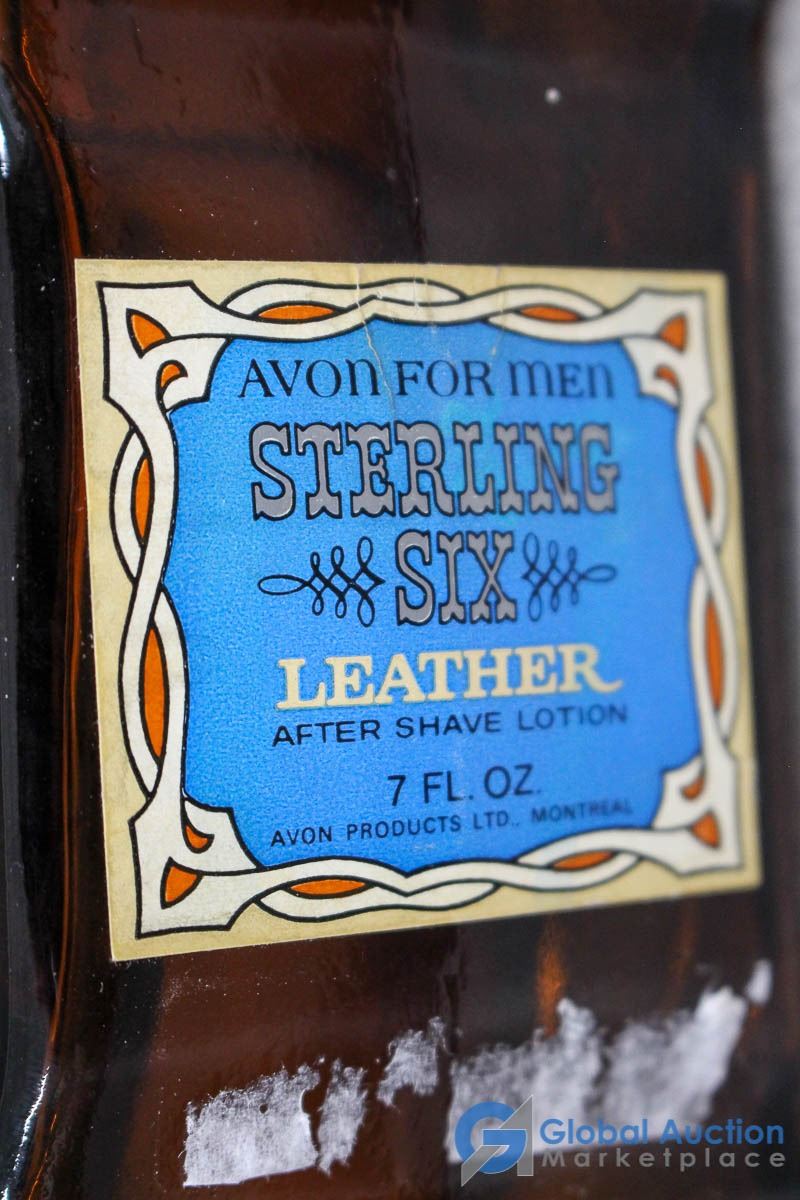 AVON FOR MEN
STERLING
SIX
LEATHER
AFTER SHAVE LOTION
7 FL. OZ.
AVON PRODUCTS LTD., MONTREAL
Global Auction
Marketplace